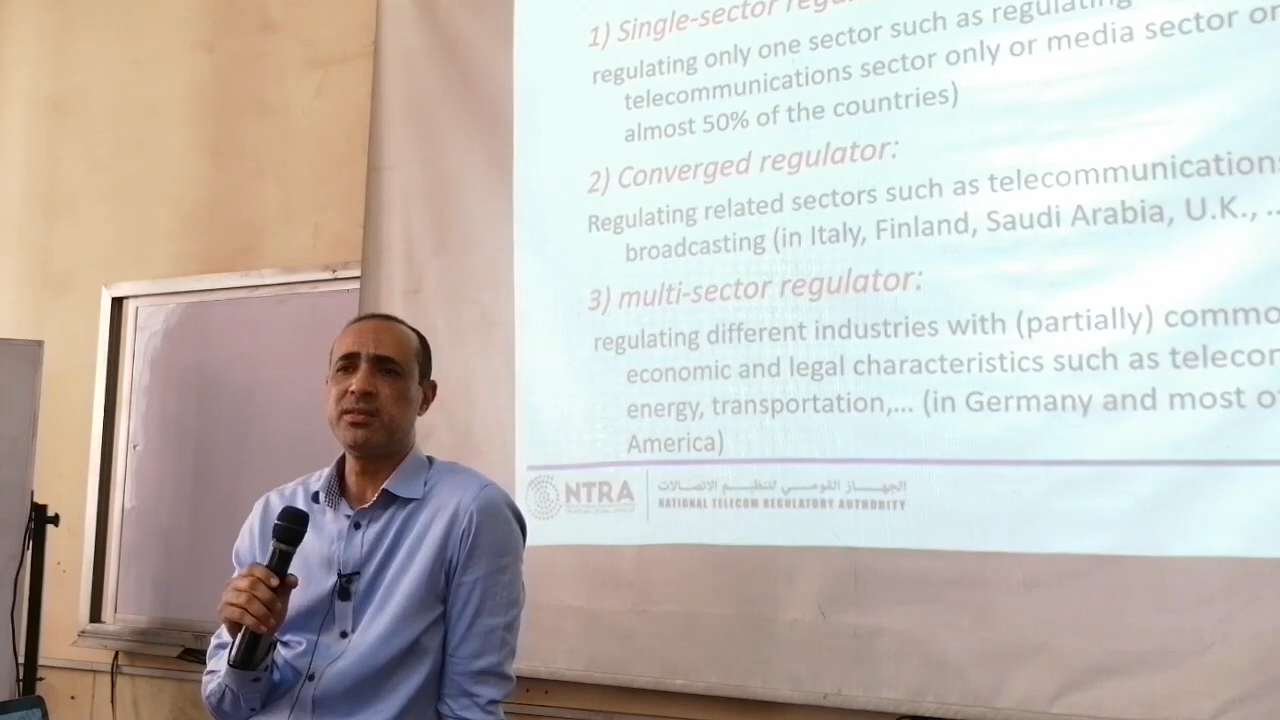 1) Single-sector
regulating only one sector such as regulating
telecommunications sector only or media sector or
almost 50% of the countries)
2) Converged regulator:
Regulating related sectors such as telecommunications
broadcasting (in Italy, Finland, Saudi Arabia, U.K., ...
3) multi-sector regulator:
regulating different industries with (partially) commo
economic and legal characteristics such as telecom
energy, transportation,... (in Germany and most of
America)
NTRA
الجهاز القومي لتنظيم الاتصالات
NATIONAL TELECOM REGULATORY AUTHORITY